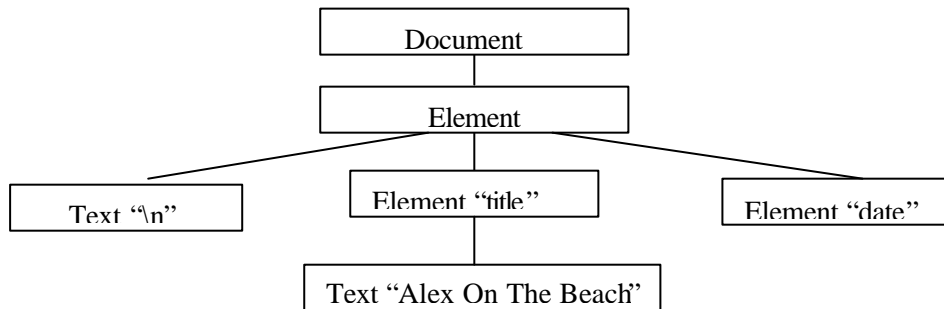 Document
Element
Text “\n”
Element “title”
Element “date”
Text “Alex On The Beach”